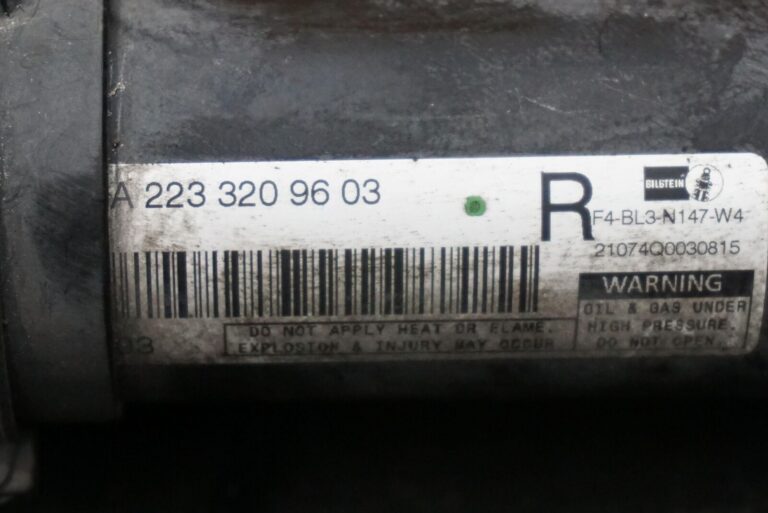 A 223 320 96 03
R
BILSTEIN
F4-BL3-N147-W4
21074Q0030815
WARNING
OIL & GAS UNDER
HIGH PRESSURE.
DO NOT OPEN.
DO NOT APPLY HEAT OR FLAME.
EXPLOSION & INJURY MAY OCCUR
03